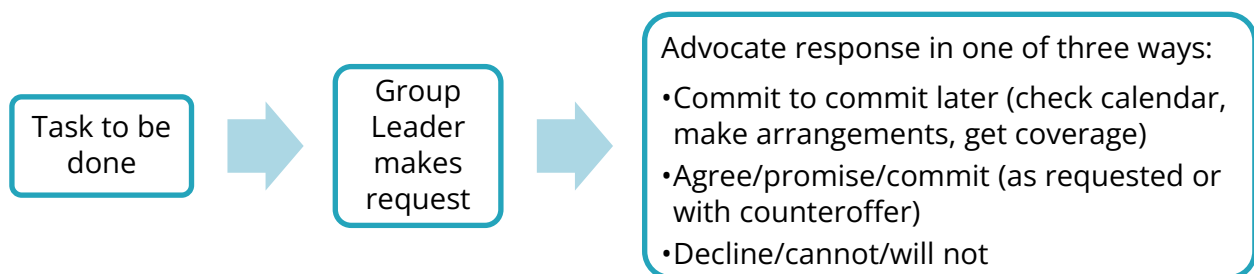 Task to be
done
Group
Leader
makes
request
Advocate response in one of three ways:
•Commit to commit later (check calendar,
make arrangements, get coverage)
•Agree/promise/commit (as requested or
with counteroffer)
•Decline/cannot/will not